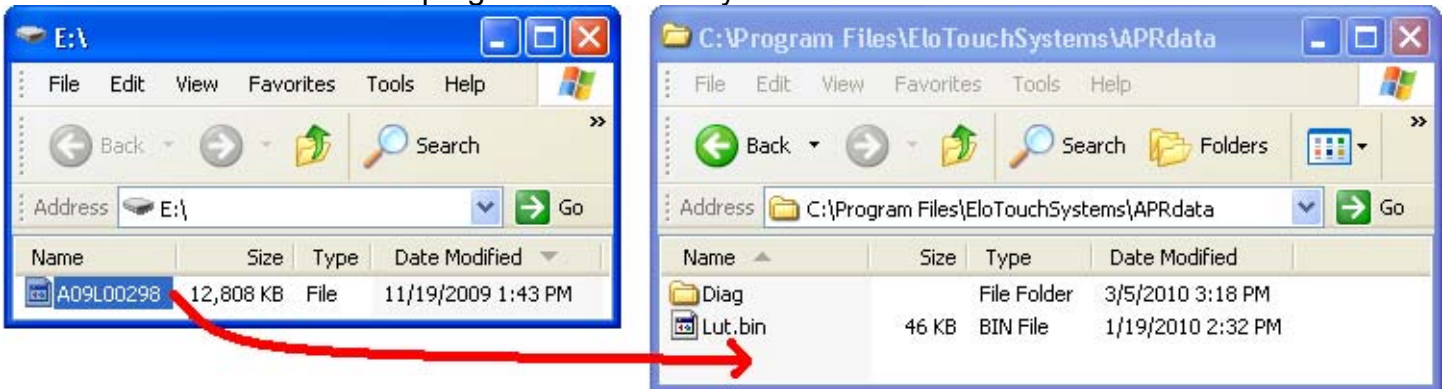 E:\
File Edit View Favorites Tools Help
Back Search »
Address E:\ Go
Name Size Type Date Modified
A09L00298 12,808 KB File 11/19/2009 1:43 PM
C:\Program Files\EloTouchSystems\APRdata
File Edit View Favorites Tools Help
Back Search Folders »
Address C:\Program Files\EloTouchSystems\APRdata Go
Name Size Type Date Modified
Diag File Folder 3/5/2010 3:18 PM
Lut.bin 46 KB BIN File 1/19/2010 2:32 PM